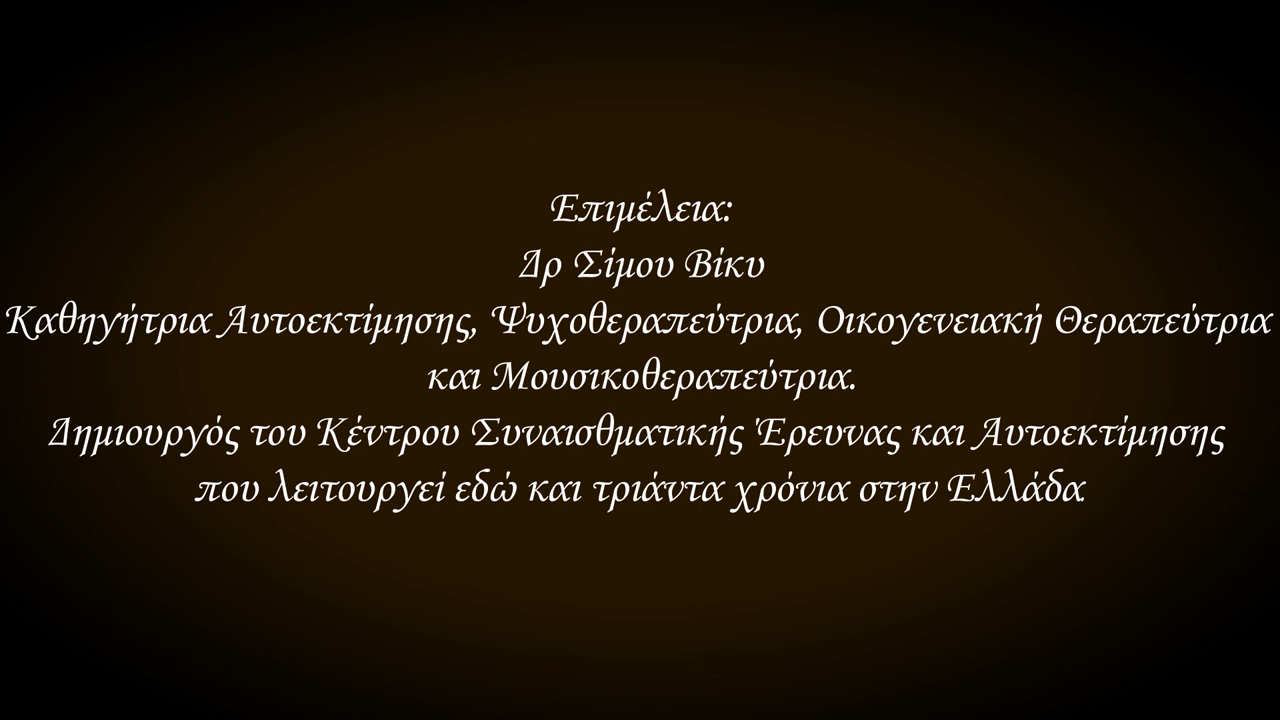 Επιμέλεια:
Δρ Σίμου Βίκυ
Καθηγήτρια Αυτοεκτίμησης, Ψυχοθεραπεύτρια, Οικογενειακή Θεραπεύτρια
και Μουσικοθεραπεύτρια.
Δημιουργός του Κέντρου Συναισθματικής Έρευνας και Αυτοεκτίμησης
που λειτουργεί εδώ και τριάντα χρόνια στην Ελλάδα